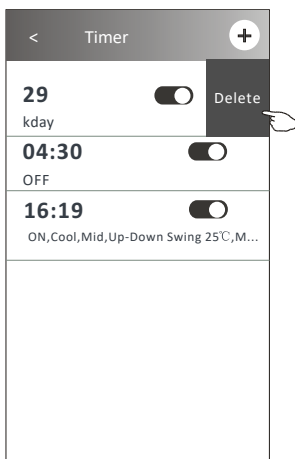 < Timer +
29 Delete
kday
04:30
OFF
16:19
ON,Cool,Mid,Up-Down Swing 25℃,M...